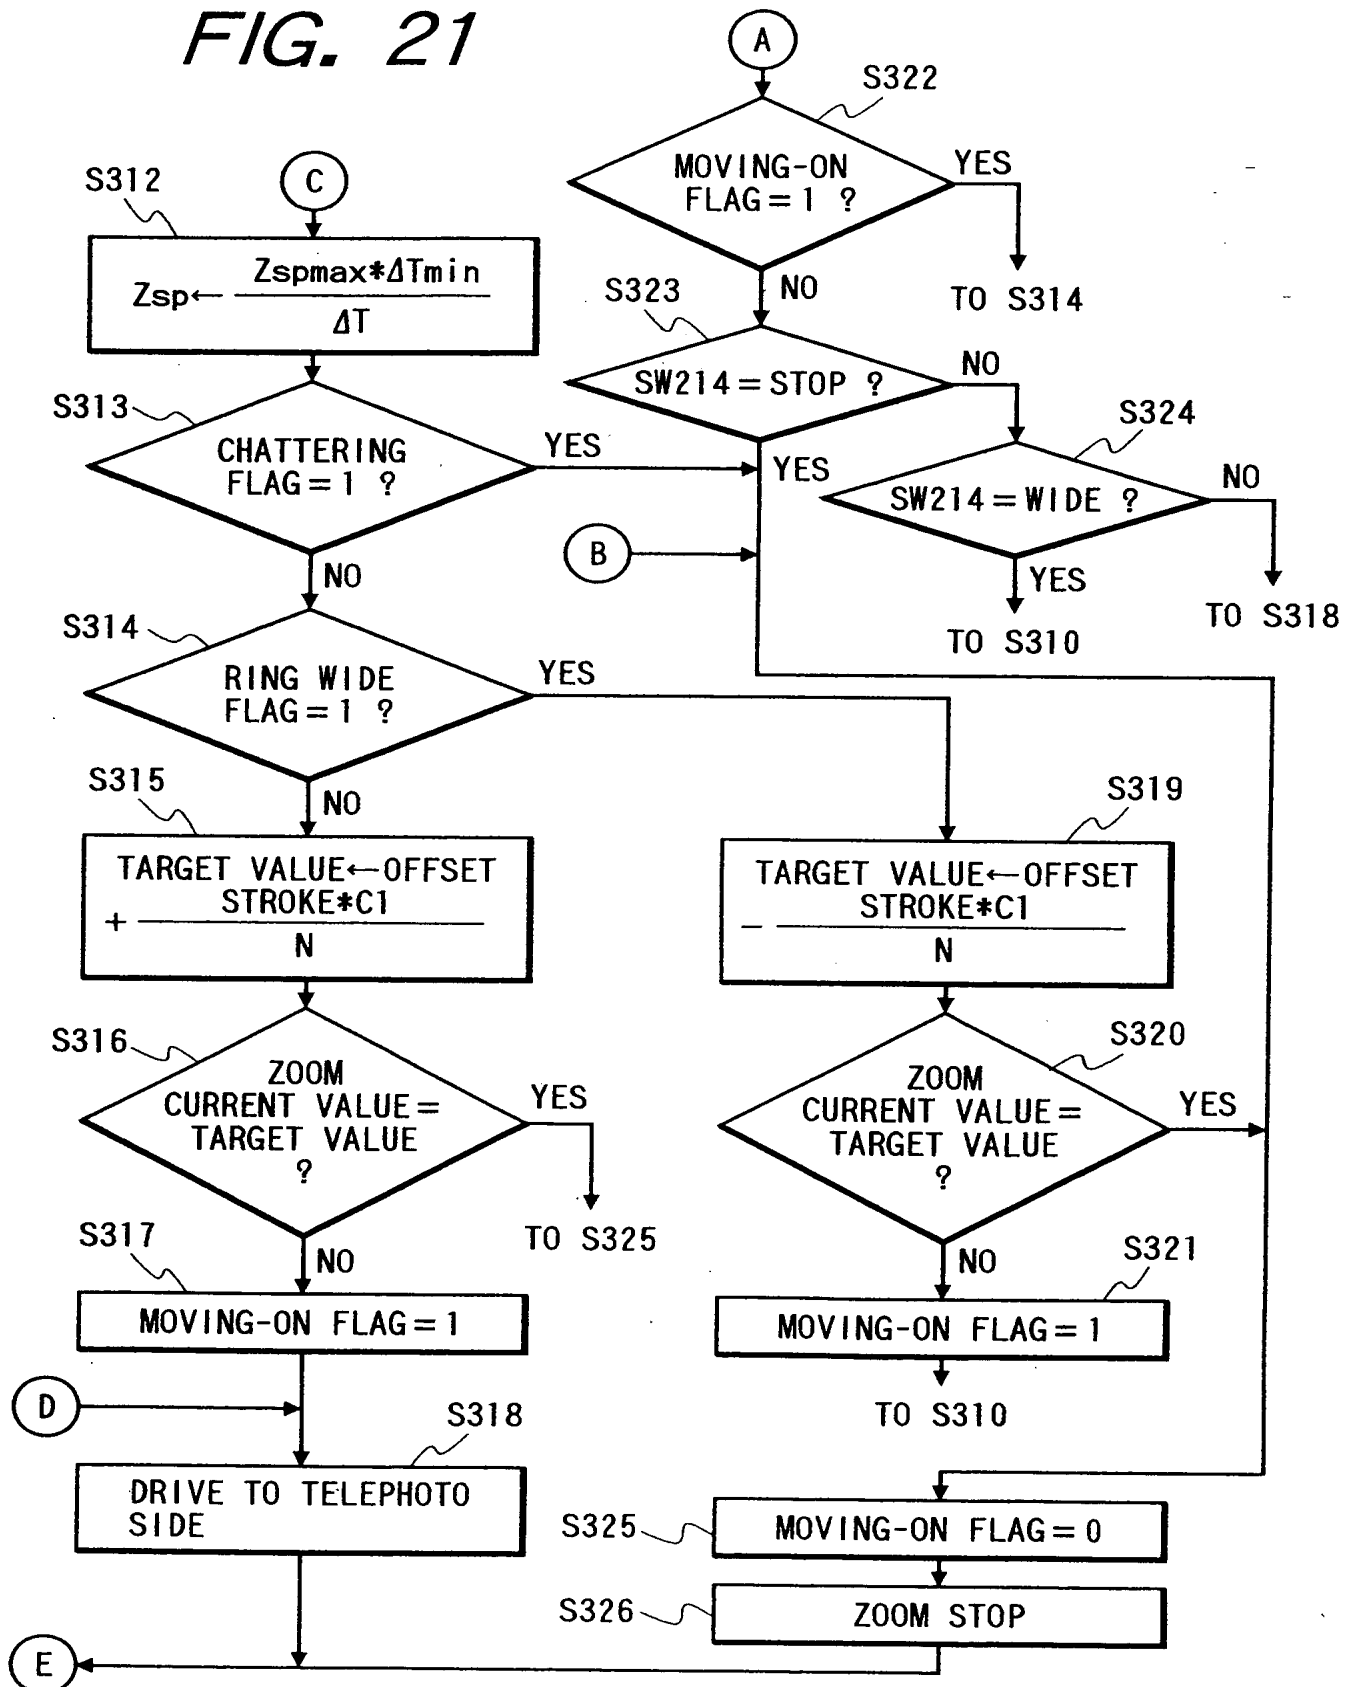 FIG. 21
A
S322
MOVING-ON
FLAG=1 ?
YES
TO S314
NO
S312
C
Zsp← Zspmax*ΔTmin
ΔT
S323
SW214=STOP ?
NO
YES
S324
SW214=WIDE ?
NO
TO S318
YES
TO S310
S313
CHATTERING
FLAG=1 ?
YES
NO
B
S314
RING WIDE
FLAG=1 ?
YES
NO
S315
TARGET VALUE←OFFSET
+ STROKE*C1
N
S319
TARGET VALUE←OFFSET
- STROKE*C1
N
S316
ZOOM
CURRENT VALUE=
TARGET VALUE
?
YES
TO S325
NO
S320
ZOOM
CURRENT VALUE=
TARGET VALUE
?
YES
NO
S317
MOVING-ON FLAG=1
S321
MOVING-ON FLAG=1
TO S310
D
S318
DRIVE TO TELEPHOTO
SIDE
S325
MOVING-ON FLAG=0
S326
ZOOM STOP
E